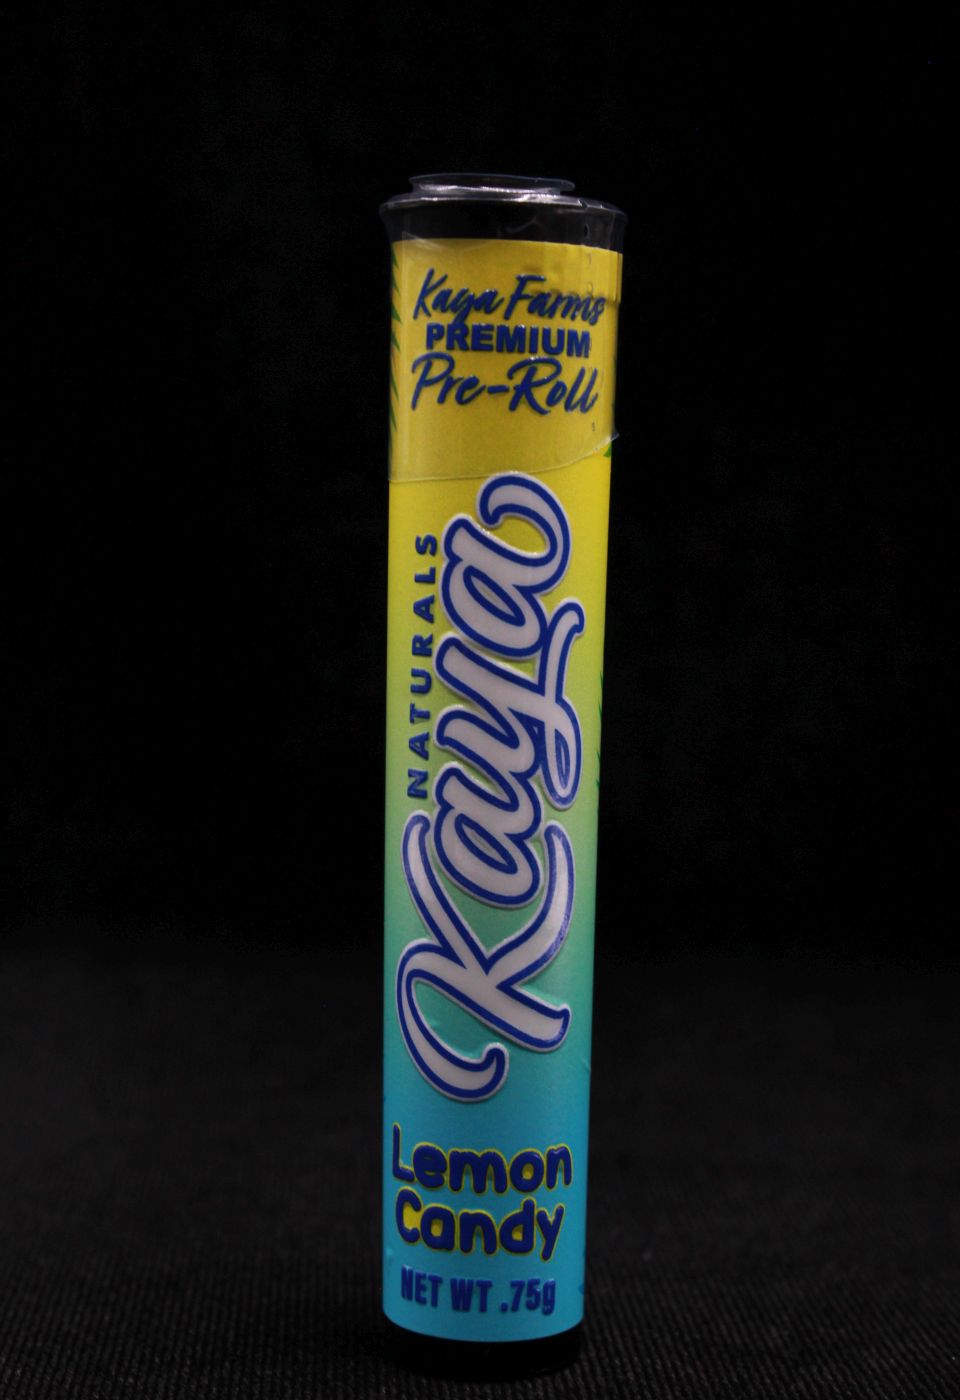 Kaya Farms
PREMIUM
Pre-Roll
NATURALS
Kaya
Lemon
Candy
NET WT .75g